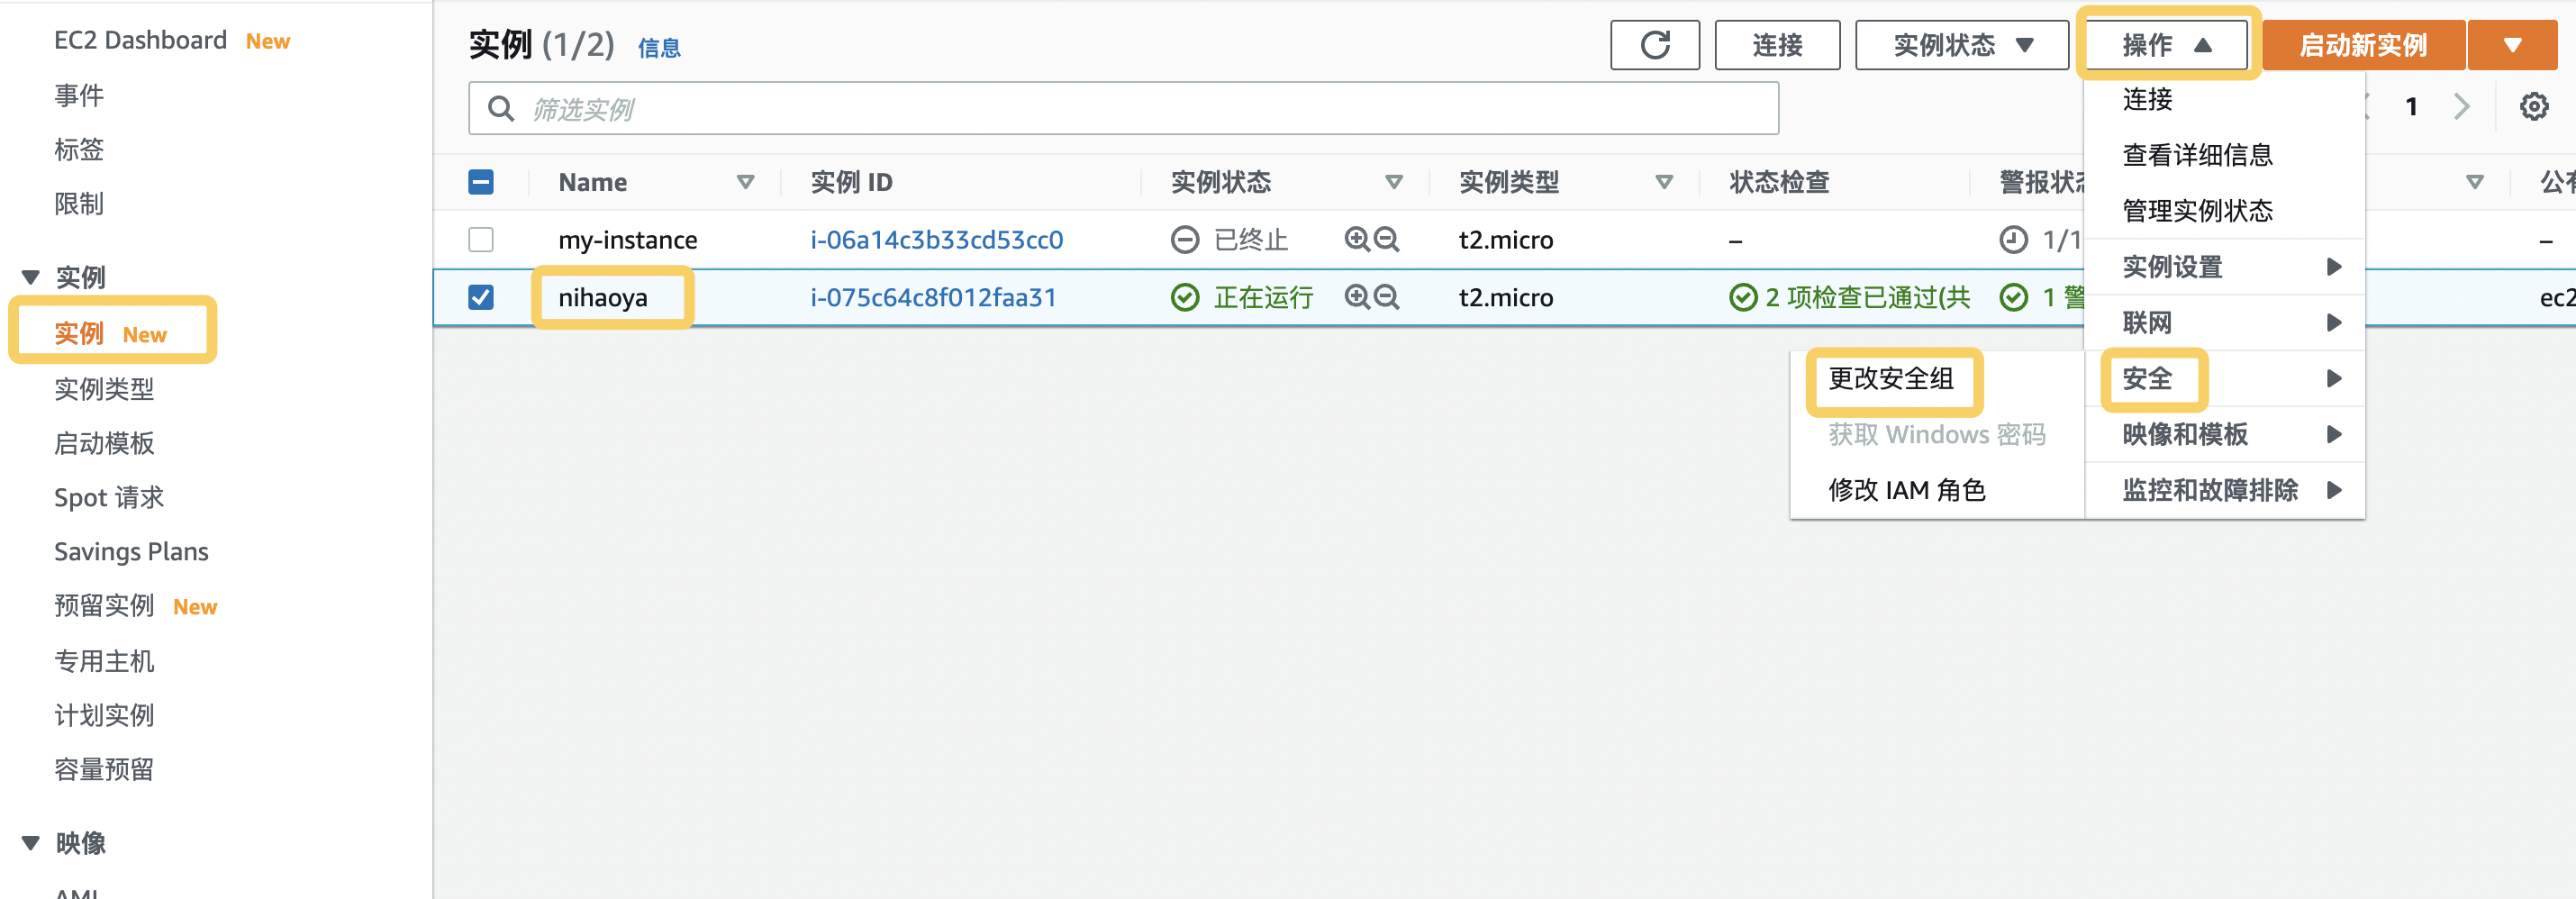 EC2 Dashboard New
事件
标签
限制
实例
实例 New
实例类型
启动模板
Spot 请求
Savings Plans
预留实例 New
专用主机
计划实例
容量预留
映像
AMI
实例 (1/2) 信息
连接 实例状态 操作 启动新实例
筛选实例
1
Name 实例 ID 实例状态 实例类型 状态检查 警报状态 公有
my-instance i-06a14c3b33cd53cc0 已终止 t2.micro – 1/1 –
nihaoya i-075c64c8f012faa31 正在运行 t2.micro 2 项检查已通过(共 1 警 ec2
连接
查看详细信息
管理实例状态
实例设置
联网
安全
映像和模板
监控和故障排除
更改安全组
获取 Windows 密码
修改 IAM 角色